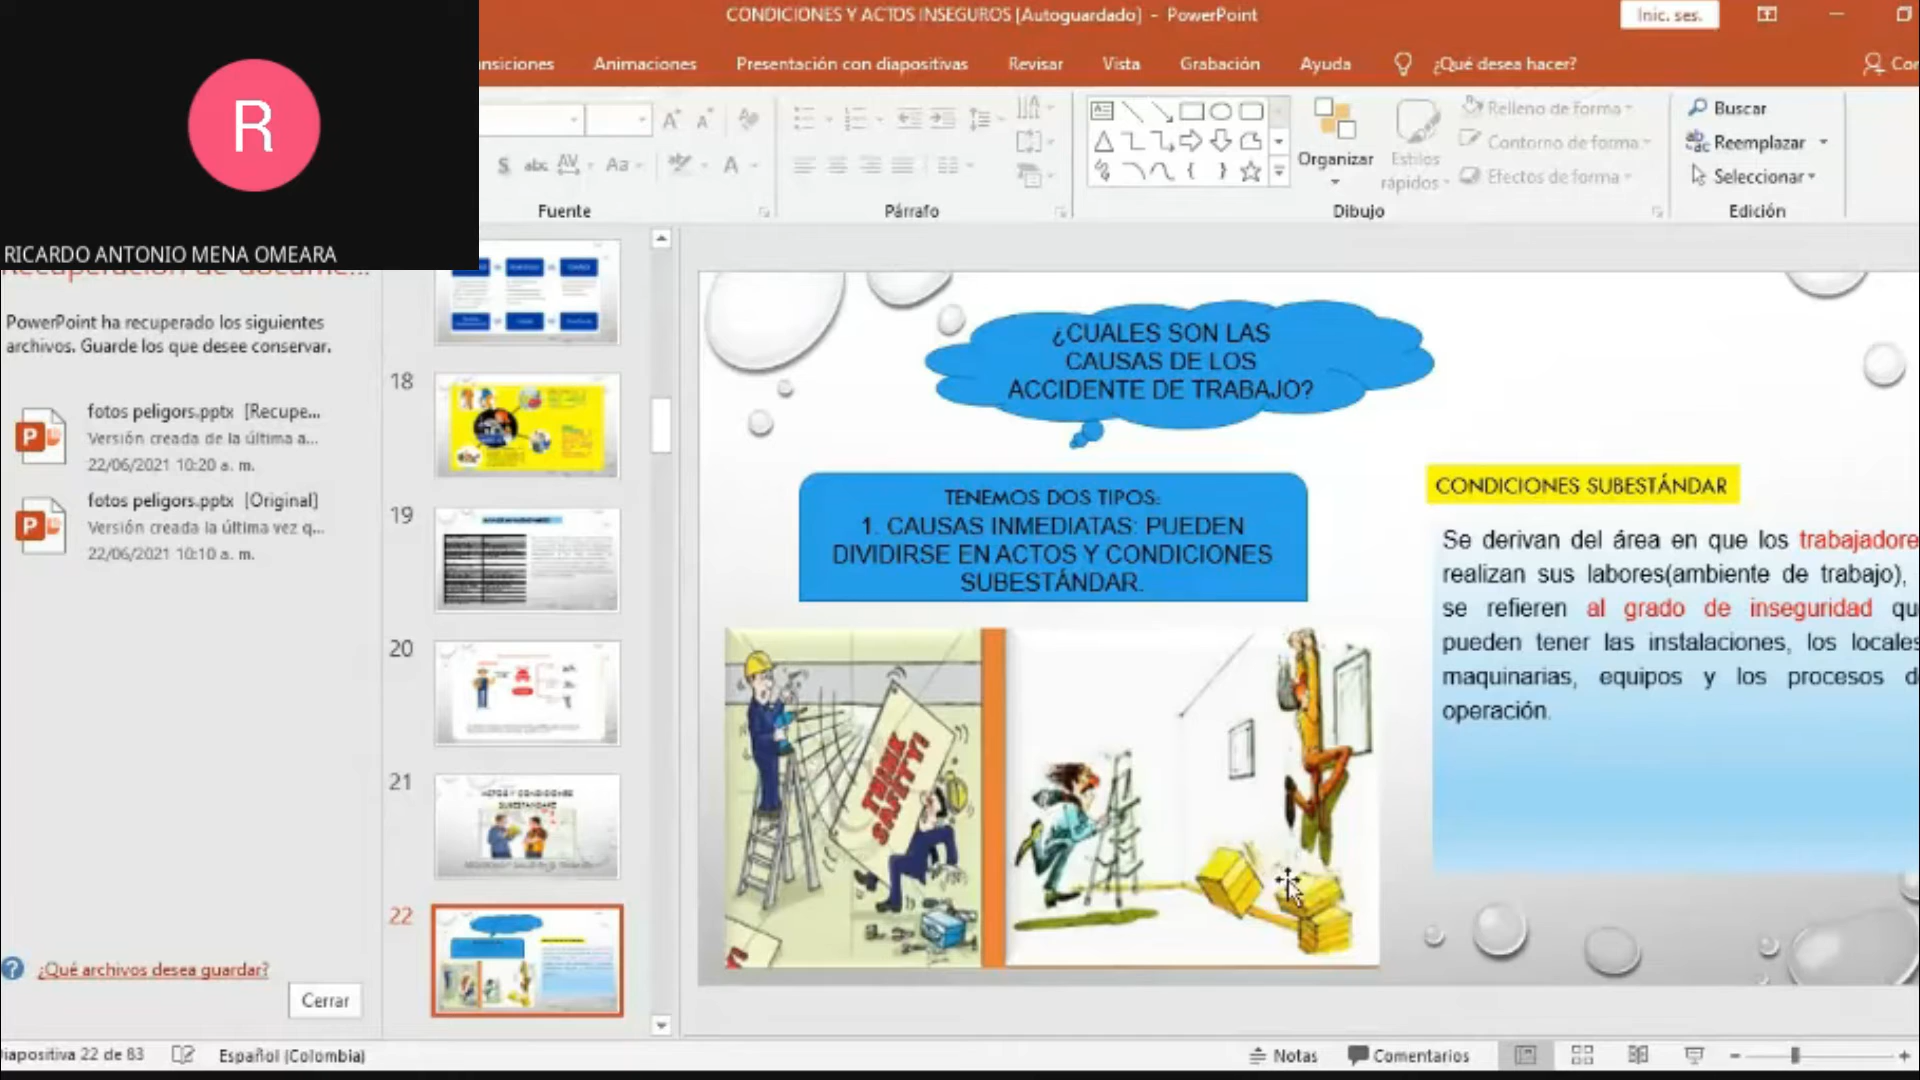 CONDICIONES Y ACTOS INSEGUROS [Autoguardado] - PowerPoint
Inic. ses.
R
RICARDO ANTONIO MENA OMEARA
nsiciones Animaciones Presentación con diapositivas Revisar Vista Grabación Ayuda ¿Qué desea hacer? Cor
Relleno de forma
Contorno de forma
Efectos de forma
Organizar
Estilos
rápidos
Buscar
Reemplazar
Seleccionar
S abc AV Aa A
Fuente Párrafo Dibujo Edición
PowerPoint ha recuperado los siguientes
archivos. Guarde los que desee conservar.
fotos peligors.pptx [Recupe...
Versión creada de la última a...
22/06/2021 10:20 a. m.
fotos peligors.pptx [Original]
Versión creada la última vez q...
22/06/2021 10:10 a. m.
¿Qué archivos desea guardar?
Cerrar
18
19
20
21
ACTOS Y CONDICIONES
SUBESTANDARES
22
¿CUALES SON LAS
CAUSAS DE LOS
ACCIDENTE DE TRABAJO?
TENEMOS DOS TIPOS:
1. CAUSAS INMEDIATAS: PUEDEN
DIVIDIRSE EN ACTOS Y CONDICIONES
SUBESTÁNDAR.
THINK
SAFETY!
CONDICIONES SUBESTÁNDAR
Se derivan del área en que los trabajadore
realizan sus labores(ambiente de trabajo),
se refieren al grado de inseguridad qu
pueden tener las instalaciones, los locales
maquinarias, equipos y los procesos d
operación.
iapositiva 22 de 83 Español (Colombia) Notas Comentarios